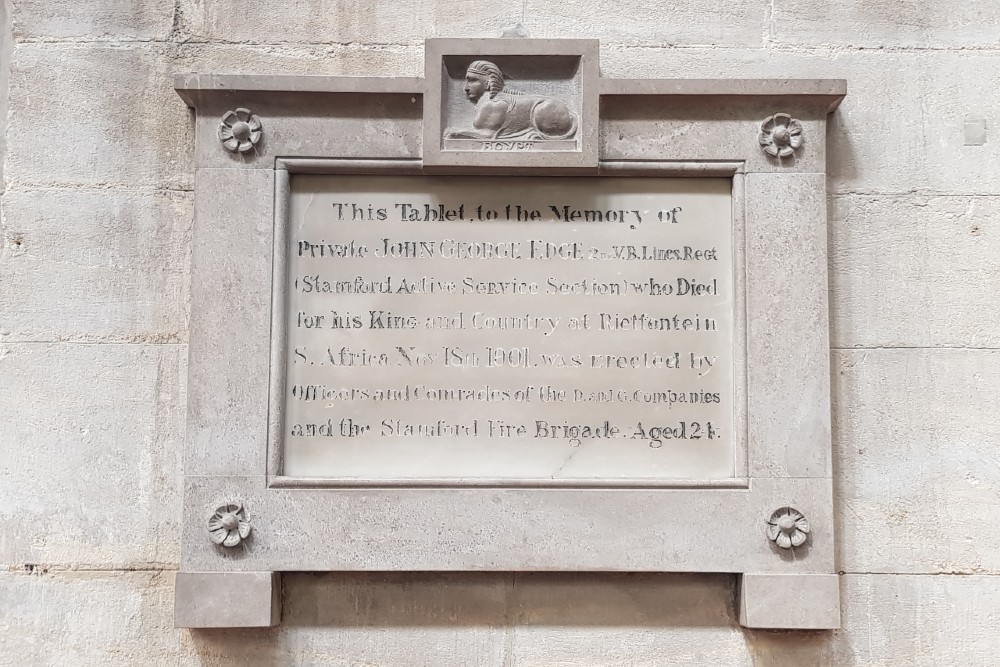 EGYPT
This Tablet, to the Memory of
Private JOHN GEORGE EDGE 2nd V.B. Lincs. Regt
(Stamford Active Service Section) who Died
for his King and Country at Rietfontein
S. Africa Nov 18th 1901, was erected by
Officers and Comrades of the D. and G. Companies
and the Stamford Fire Brigade. Aged 24.